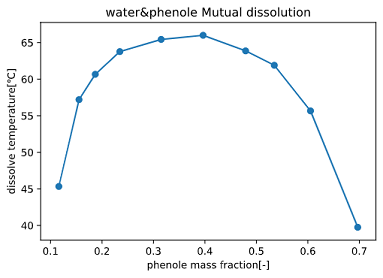 water&phenole Mutual dissolution
dissolve temperature[℃]
65
60
55
50
45
40
0.1 0.2 0.3 0.4 0.5 0.6 0.7
phenole mass fraction[-]